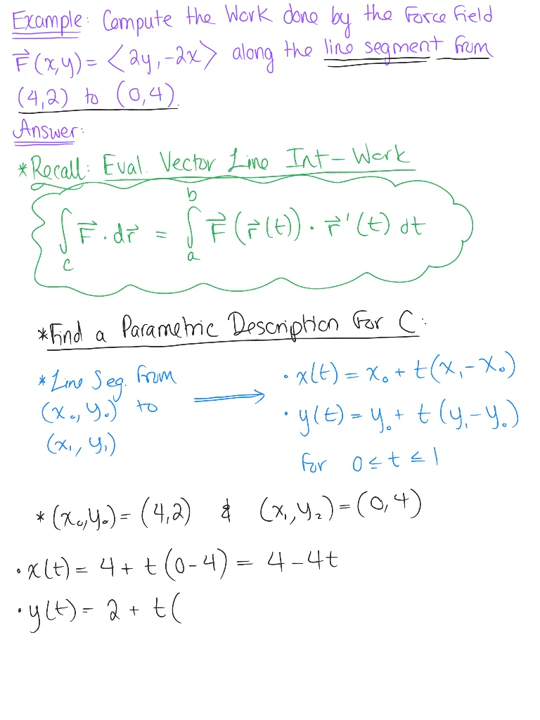 Example: Compute the Work done by the Force Field
F⃗(x,y) = ⟨2y, -2x⟩ along the line segment from
(4,2) to (0,4).
Answer:
*Recall: Eval. Vector Line Int - Work
∫_C F⃗ · dr⃗ = ∫_a^b F⃗(r⃗(t)) · r⃗'(t) dt
*Find a Parametric Description For C:
*Line Seg. From
(x₀, y₀) to
(x₁, y₁)
⟹
· x(t) = x₀ + t(x₁ - x₀)
· y(t) = y₀ + t(y₁ - y₀)
for 0 ≤ t ≤ 1
*(x₀, y₀) = (4,2) & (x₁, y₂) = (0,4)
· x(t) = 4 + t(0-4) = 4 - 4t
· y(t) = 2 + t(